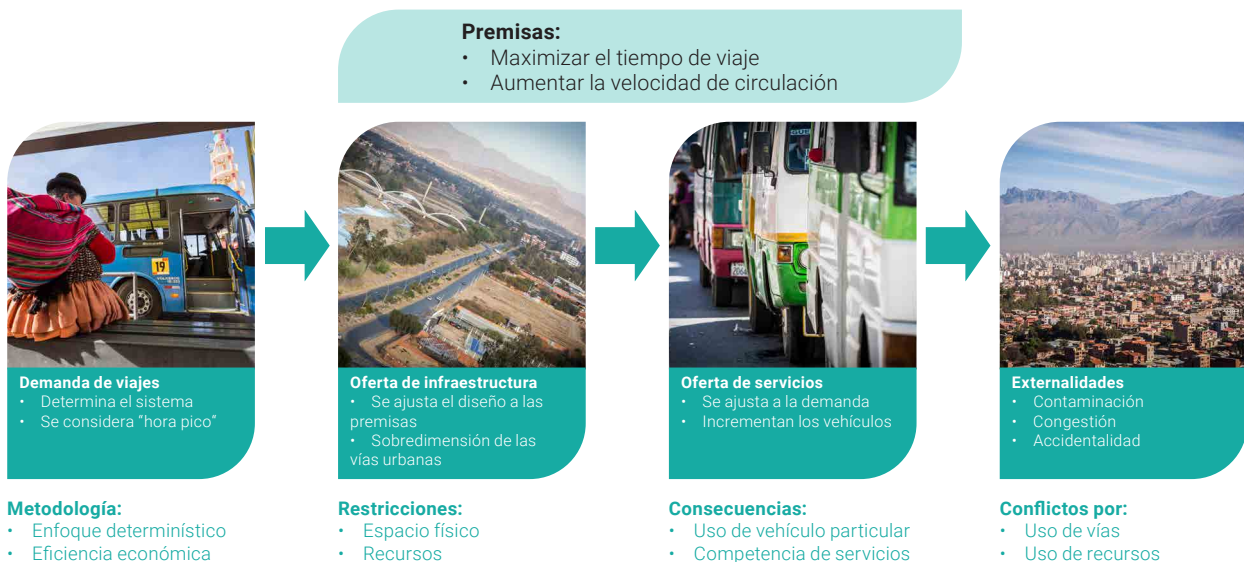 Premisas:
• Maximizar el tiempo de viaje
• Aumentar la velocidad de circulación
19
Demanda de viajes
• Determina el sistema
• Se considera “hora pico”
Oferta de infraestructura
• Se ajusta el diseño a las
premisas
• Sobredimensión de las
vías urbanas
Oferta de servicios
• Se ajusta a la demanda
• Incrementan los vehículos
Externalidades
• Contaminación
• Congestión
• Accidentalidad
Metodología:
• Enfoque determinístico
• Eficiencia económica
Restricciones:
• Espacio físico
• Recursos
Consecuencias:
• Uso de vehículo particular
• Competencia de servicios
Conflictos por:
• Uso de vías
• Uso de recursos